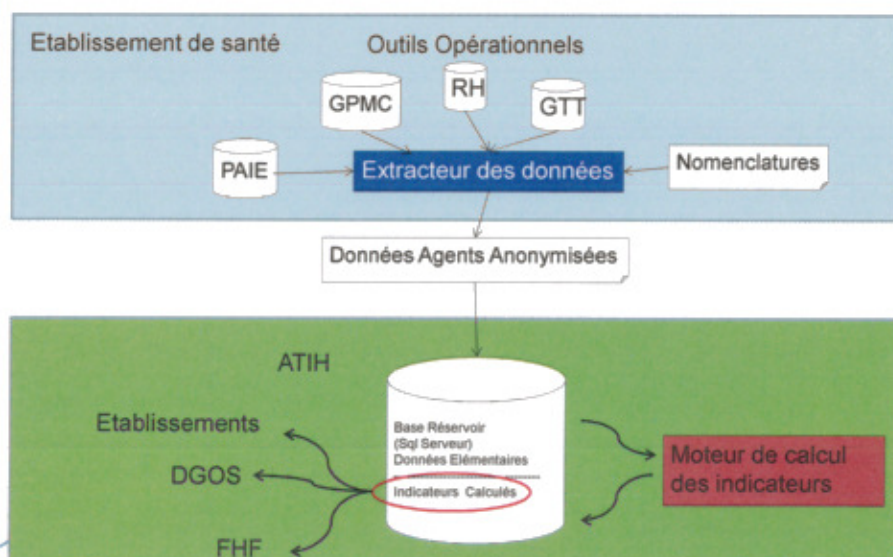 Etablissement de santé
Outils Opérationnels
GPMC
RH
GTT
PAIE
Extracteur des données
Nomenclatures
Données Agents Anonymisées
ATIH
Etablissements
DGOS
FHF
Base Réservoir
(Sql Serveur)
Données Elémentaires
Indicateurs Calculés
Moteur de calcul
des indicateurs